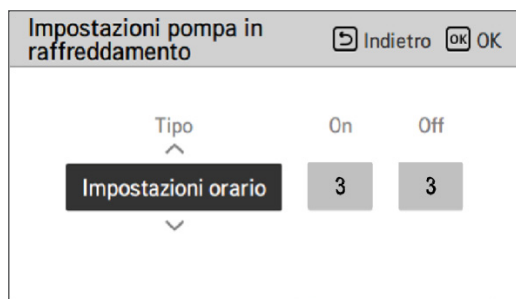 Impostazioni pompa in
raffreddamento
Indietro OK OK
Tipo On Off
Impostazioni orario 3 3